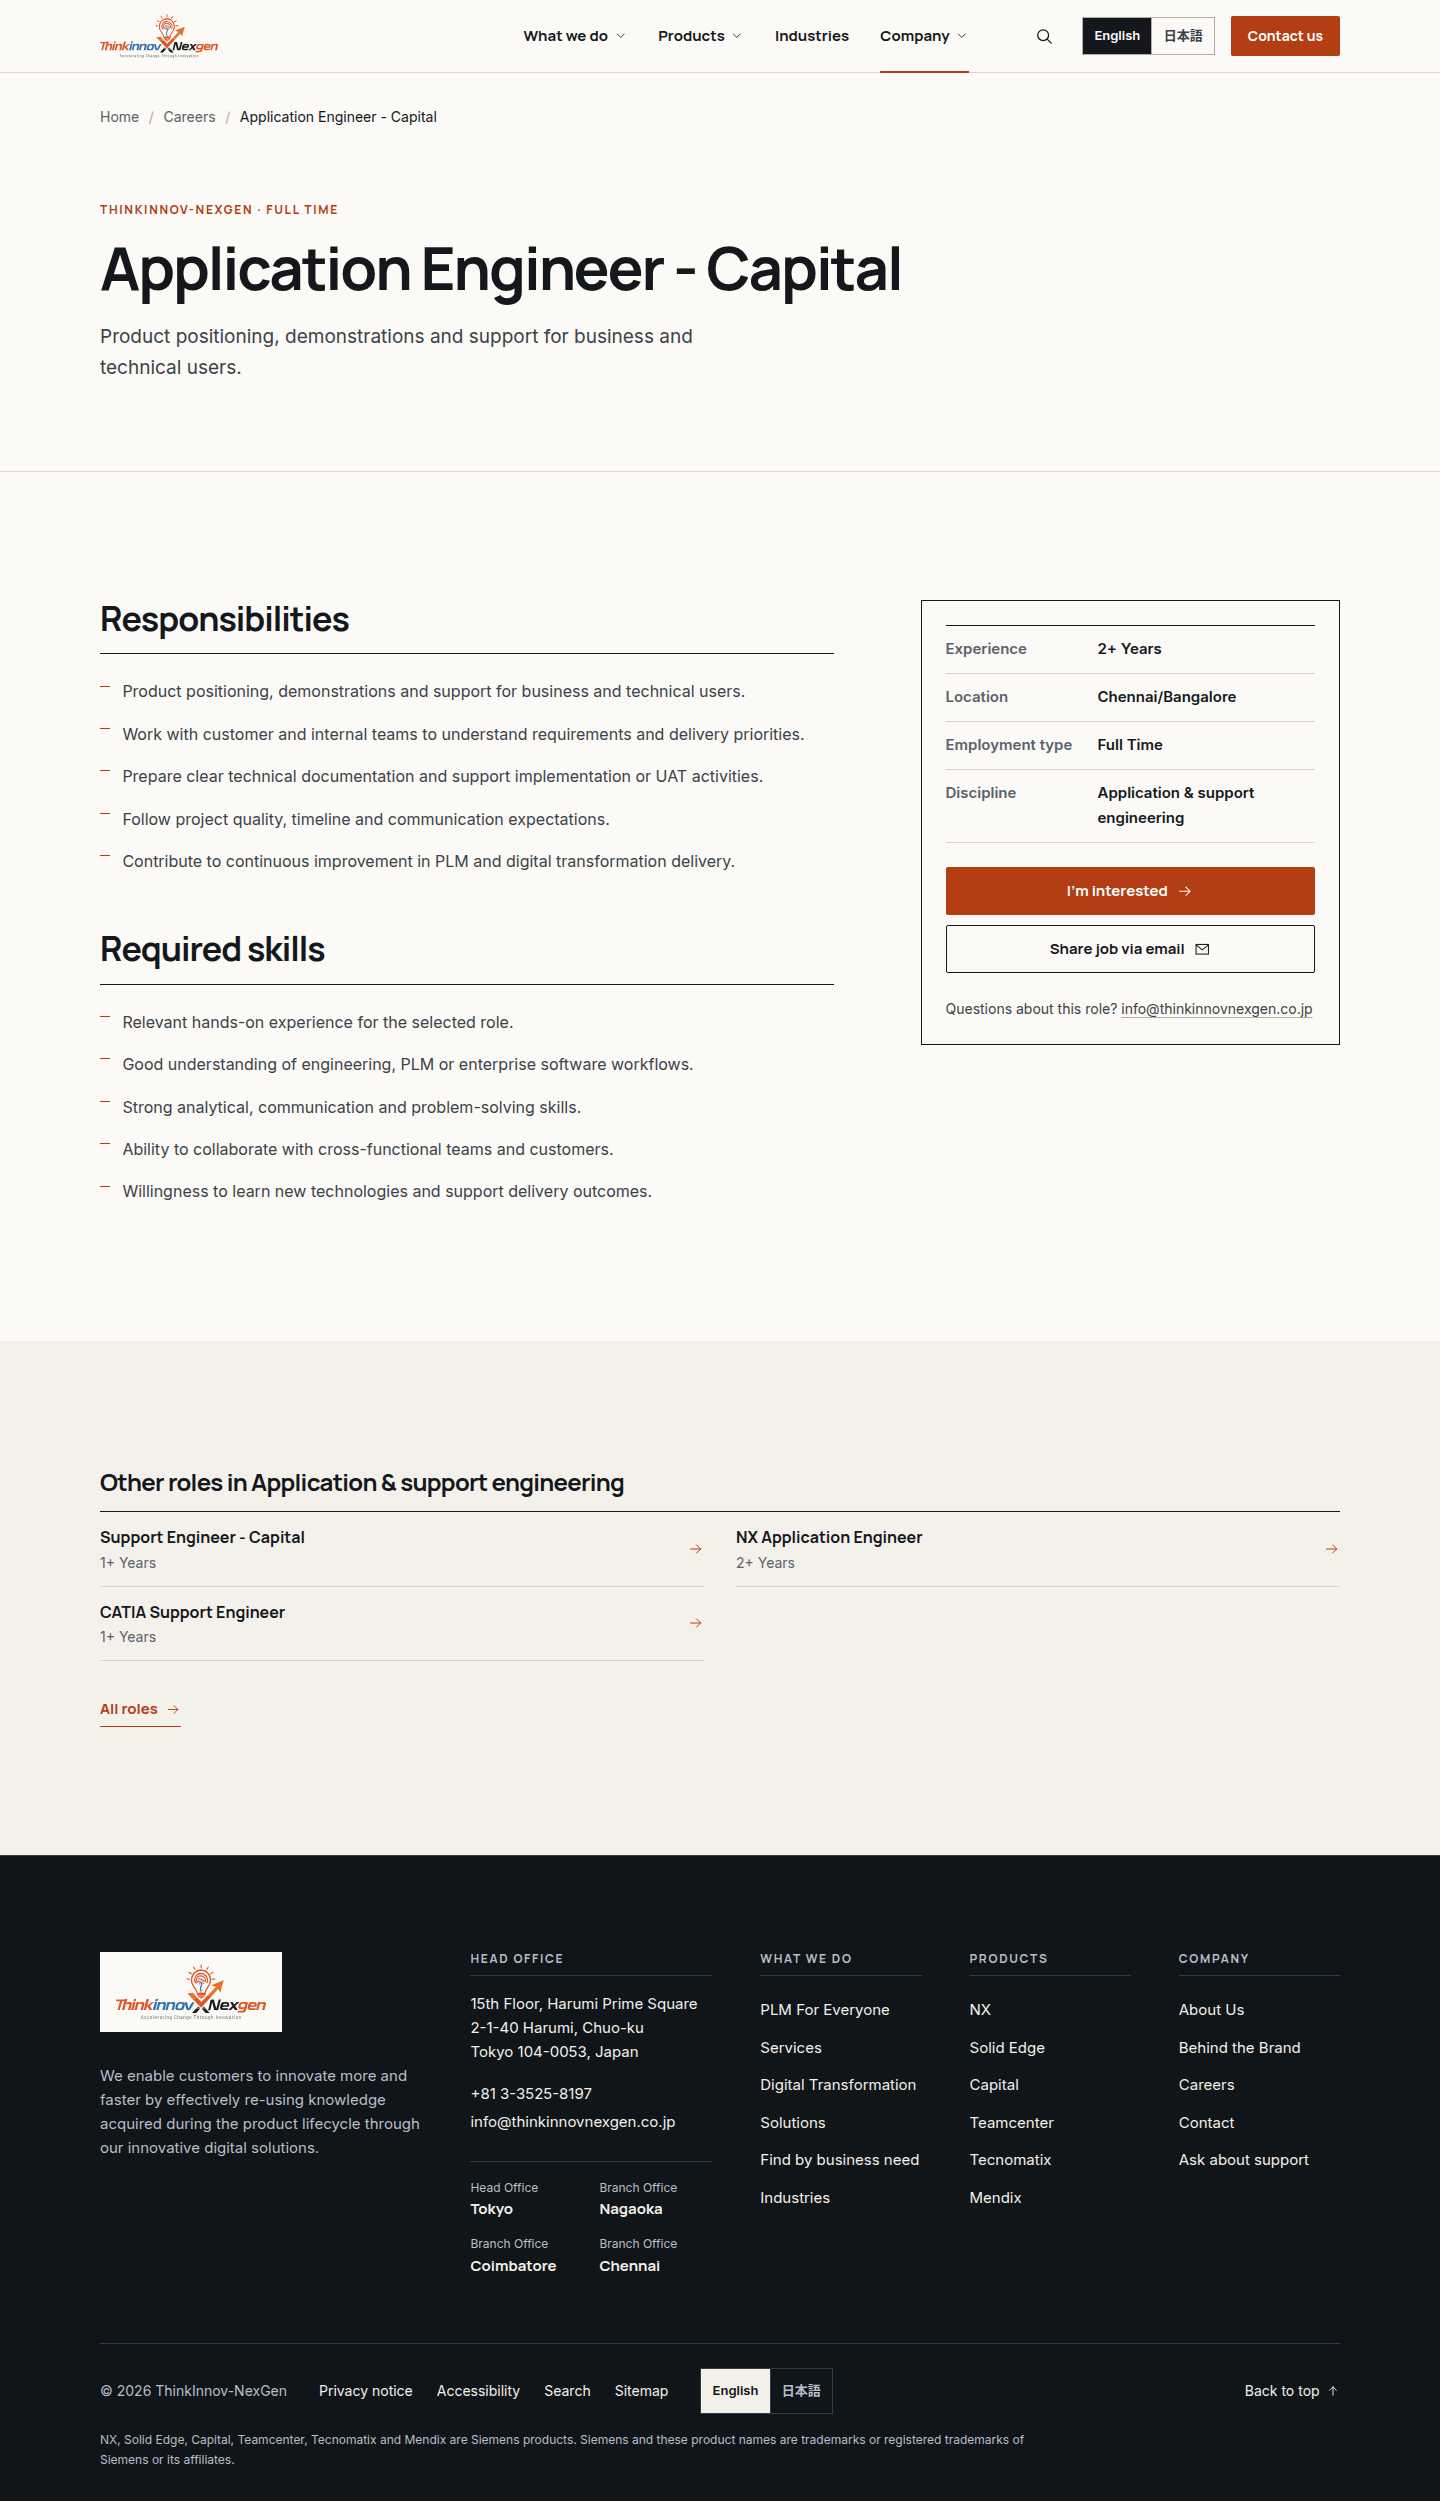 ThinkinnovXNexgen
Accelerating Change Through Innovation
What we do
Products
Industries
Company
English
日本語
Contact us
Home / Careers / Application Engineer - Capital
THINKINNOV-NEXGEN · FULL TIME
Application Engineer - Capital
Product positioning, demonstrations and support for business and
technical users.
Responsibilities
Product positioning, demonstrations and support for business and technical users.
Work with customer and internal teams to understand requirements and delivery priorities.
Prepare clear technical documentation and support implementation or UAT activities.
Follow project quality, timeline and communication expectations.
Contribute to continuous improvement in PLM and digital transformation delivery.
Required skills
Relevant hands-on experience for the selected role.
Good understanding of engineering, PLM or enterprise software workflows.
Strong analytical, communication and problem-solving skills.
Ability to collaborate with cross-functional teams and customers.
Willingness to learn new technologies and support delivery outcomes.
Experience 2+ Years
Location Chennai/Bangalore
Employment type Full Time
Discipline Application & support
engineering
I'm interested →
Share job via email
Questions about this role? info@thinkinnovnexgen.co.jp
Other roles in Application & support engineering
Support Engineer - Capital
1+ Years
→
NX Application Engineer
2+ Years
→
CATIA Support Engineer
1+ Years
→
All roles →
ThinkinnovXNexgen
Accelerating Change Through Innovation
We enable customers to innovate more and
faster by effectively re-using knowledge
acquired during the product lifecycle through
our innovative digital solutions.
HEAD OFFICE
15th Floor, Harumi Prime Square
2-1-40 Harumi, Chuo-ku
Tokyo 104-0053, Japan
+81 3-3525-8197
info@thinkinnovnexgen.co.jp
Head Office
Tokyo
Branch Office
Nagaoka
Branch Office
Coimbatore
Branch Office
Chennai
WHAT WE DO
PLM For Everyone
Services
Digital Transformation
Solutions
Find by business need
Industries
PRODUCTS
NX
Solid Edge
Capital
Teamcenter
Tecnomatix
Mendix
COMPANY
About Us
Behind the Brand
Careers
Contact
Ask about support
© 2026 ThinkInnov-NexGen
Privacy notice
Accessibility
Search
Sitemap
English
日本語
Back to top ↑
NX, Solid Edge, Capital, Teamcenter, Tecnomatix and Mendix are Siemens products. Siemens and these product names are trademarks or registered trademarks of
Siemens or its affiliates.